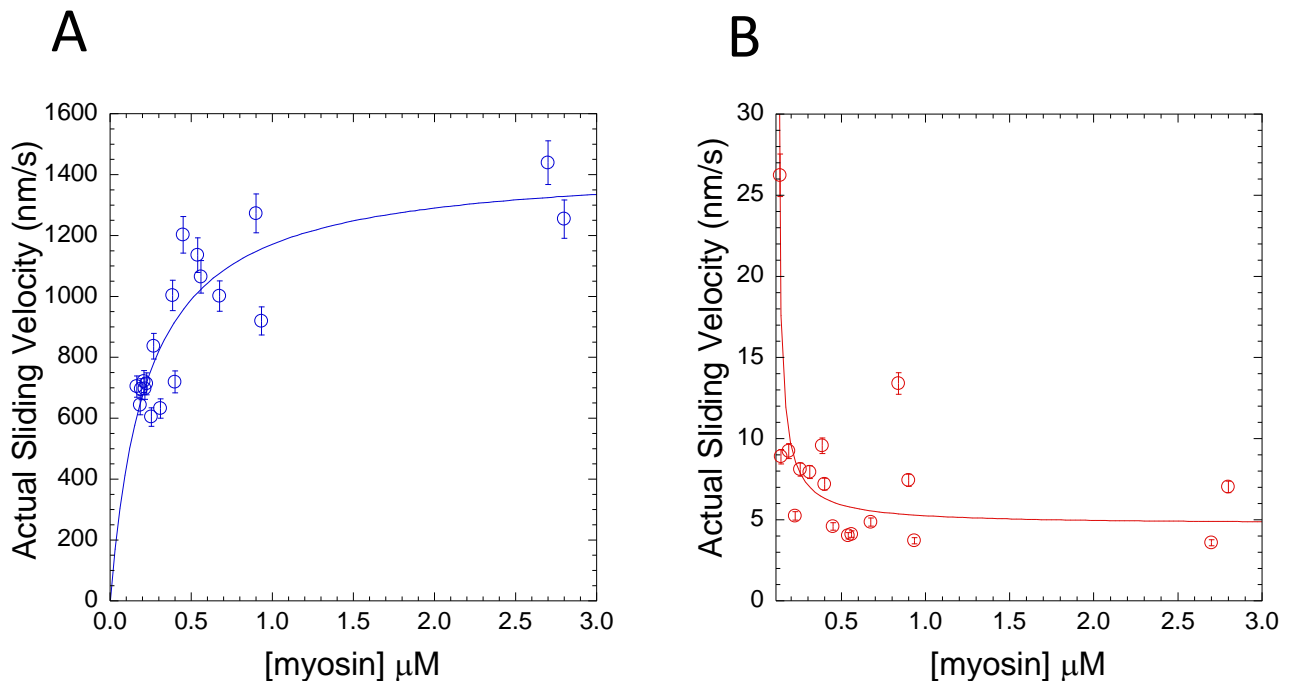 A
B
Actual Sliding Velocity (nm/s)
1600
1400
1200
1000
800
600
400
200
0
0.0 0.5 1.0 1.5 2.0 2.5 3.0
[myosin] μM
Actual Sliding Velocity (nm/s)
30
25
20
15
10
5
0
0.5 1.0 1.5 2.0 2.5 3.0
[myosin] μM